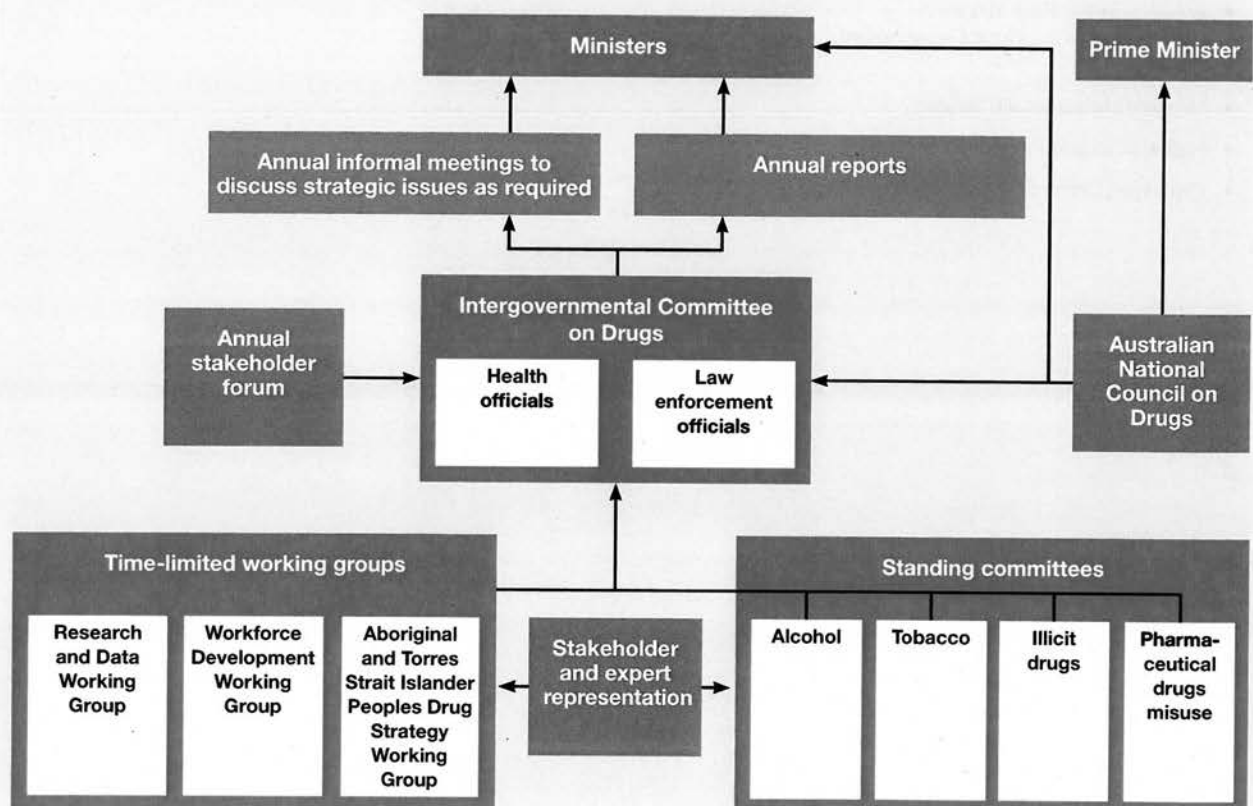 Ministers
Prime Minister
Annual informal meetings to
discuss strategic issues as required
Annual reports
Intergovernmental Committee
on Drugs
Health
officials
Law
enforcement
officials
Annual
stakeholder
forum
Australian
National
Council on
Drugs
Time-limited working groups
Research
and Data
Working
Group
Workforce
Development
Working
Group
Aboriginal
and Torres
Strait Islander
Peoples Drug
Strategy
Working
Group
Stakeholder
and expert
representation
Standing committees
Alcohol
Tobacco
Illicit
drugs
Pharma-
ceutical
drugs
misuse